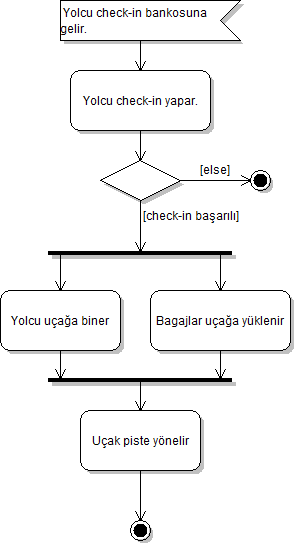 Yolcu check-in bankosuna
gelir.
Yolcu check-in yapar.
[else]
[check-in başarılı]
Yolcu uçağa biner
Bagajlar uçağa yüklenir
Uçak piste yönelir